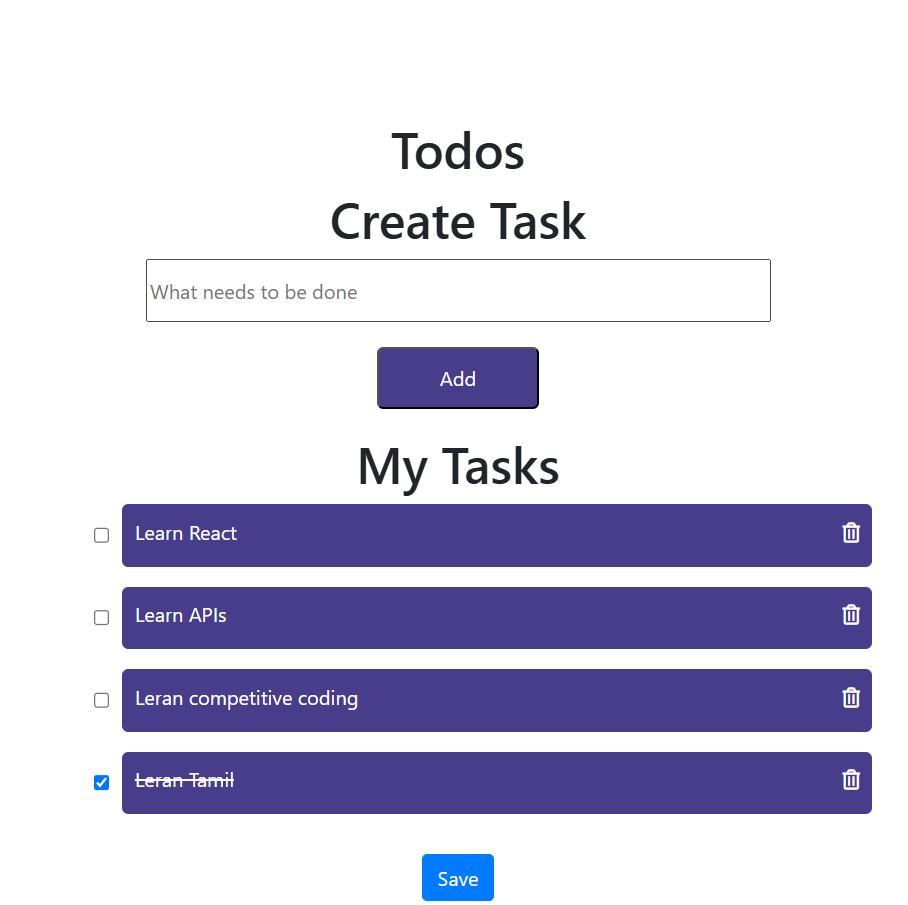 Todos
Create Task
What needs to be done
Add
My Tasks
Learn React
Learn APIs
Leran competitive coding
Leran Tamil
Save